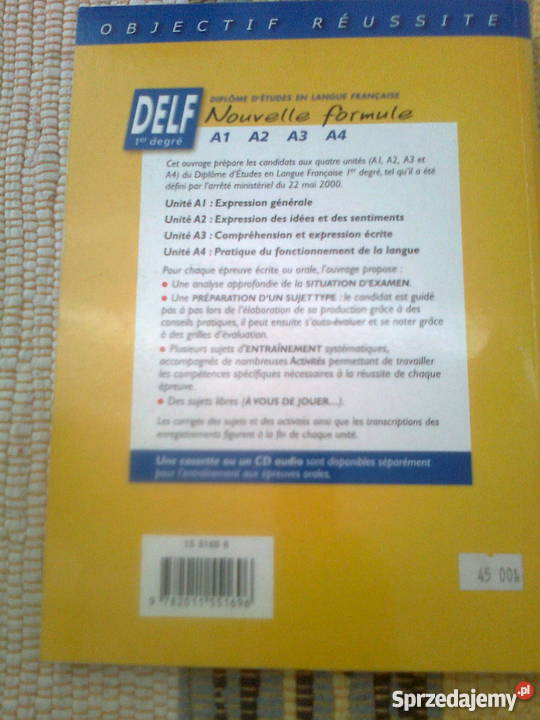 OBJECTIF RÉUSSITE
DIPLÔME D'ÉTUDES EN LANGUE FRANÇAISE
DELF
1er degré
Nouvelle formule
A1 A2 A3 A4
Cet ouvrage prépare les candidats aux quatre unités (A1, A2, A3 et
A4) du Diplôme d'Études en Langue Française 1er degré, tel qu'il a été
défini par l'arrêté ministériel du 22 mai 2000.
Unité A1 : Expression générale
Unité A2 : Expression des idées et des sentiments
Unité A3 : Compréhension et expression écrite
Unité A4 : Pratique du fonctionnement de la langue
Pour chaque épreuve écrite ou orale, l'ouvrage propose :
• Une analyse approfondie de la SITUATION D'EXAMEN.
• Une PRÉPARATION D'UN SUJET TYPE : le candidat est guidé
pas à pas lors de l'élaboration de sa production grâce à des
conseils pratiques, il peut ensuite s'auto-évaluer et se noter grâce
à des grilles d'évaluation.
• Plusieurs sujets d'ENTRAÎNEMENT systématiques,
accompagnés de nombreuses Activités permettant de travailler
les compétences spécifiques nécessaires à la réussite de chaque
épreuve.
• Des sujets libres (À VOUS DE JOUER...).
Les corrigés des sujets et des activités ainsi que les transcriptions des
enregistrements figurent à la fin de chaque unité.
Une cassette ou un CD audio sont disponibles séparément
pour l'entraînement aux épreuves orales.
15 5169 6
9 782011 551696
45 00
Sprzedajemy.pl